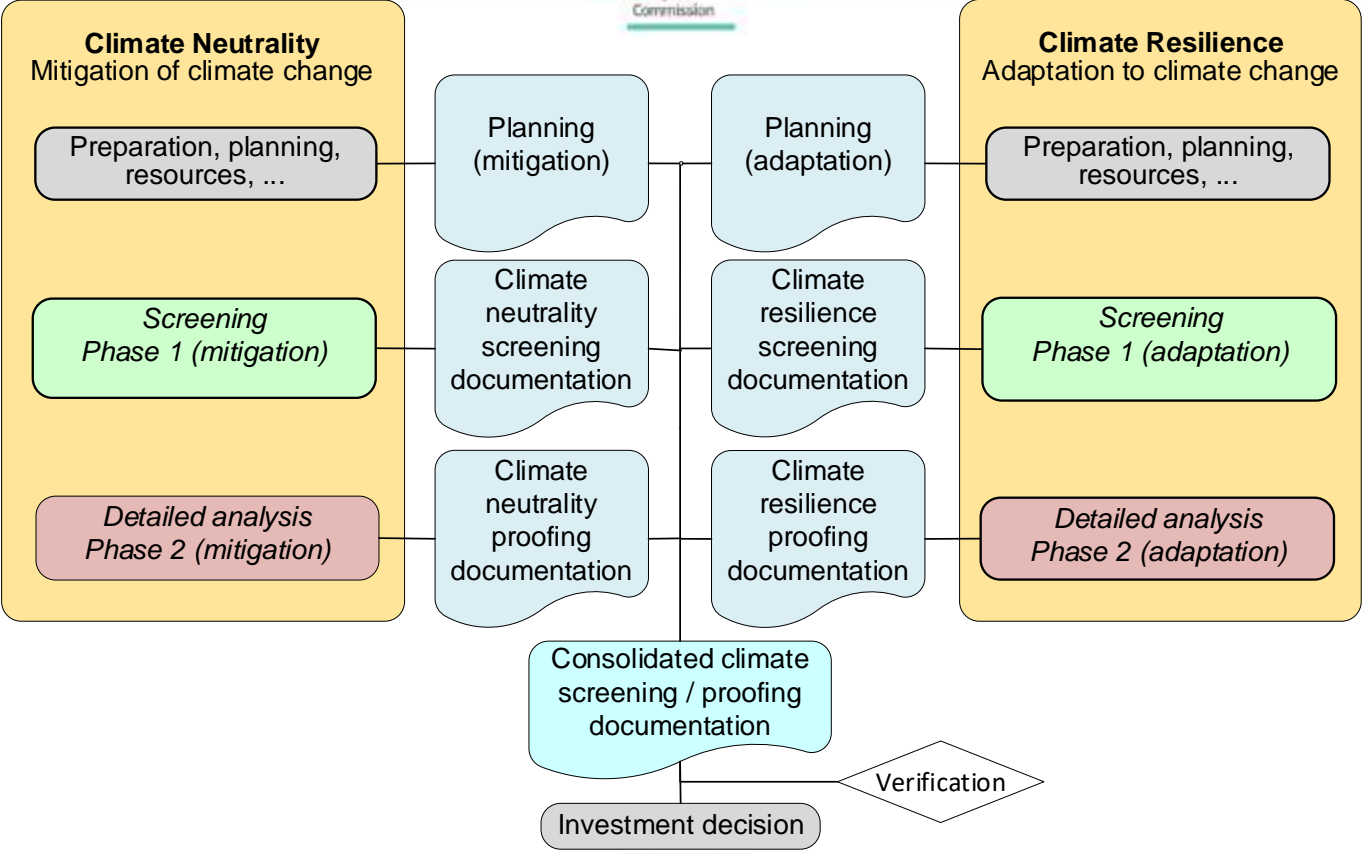 Commission
Climate Neutrality
Mitigation of climate change
Preparation, planning,
resources, ...
Screening
Phase 1 (mitigation)
Detailed analysis
Phase 2 (mitigation)
Planning
(mitigation)
Climate
neutrality
screening
documentation
Climate
neutrality
proofing
documentation
Planning
(adaptation)
Climate
resilience
screening
documentation
Climate
resilience
proofing
documentation
Climate Resilience
Adaptation to climate change
Preparation, planning,
resources, ...
Screening
Phase 1 (adaptation)
Detailed analysis
Phase 2 (adaptation)
Consolidated climate
screening / proofing
documentation
Verification
Investment decision